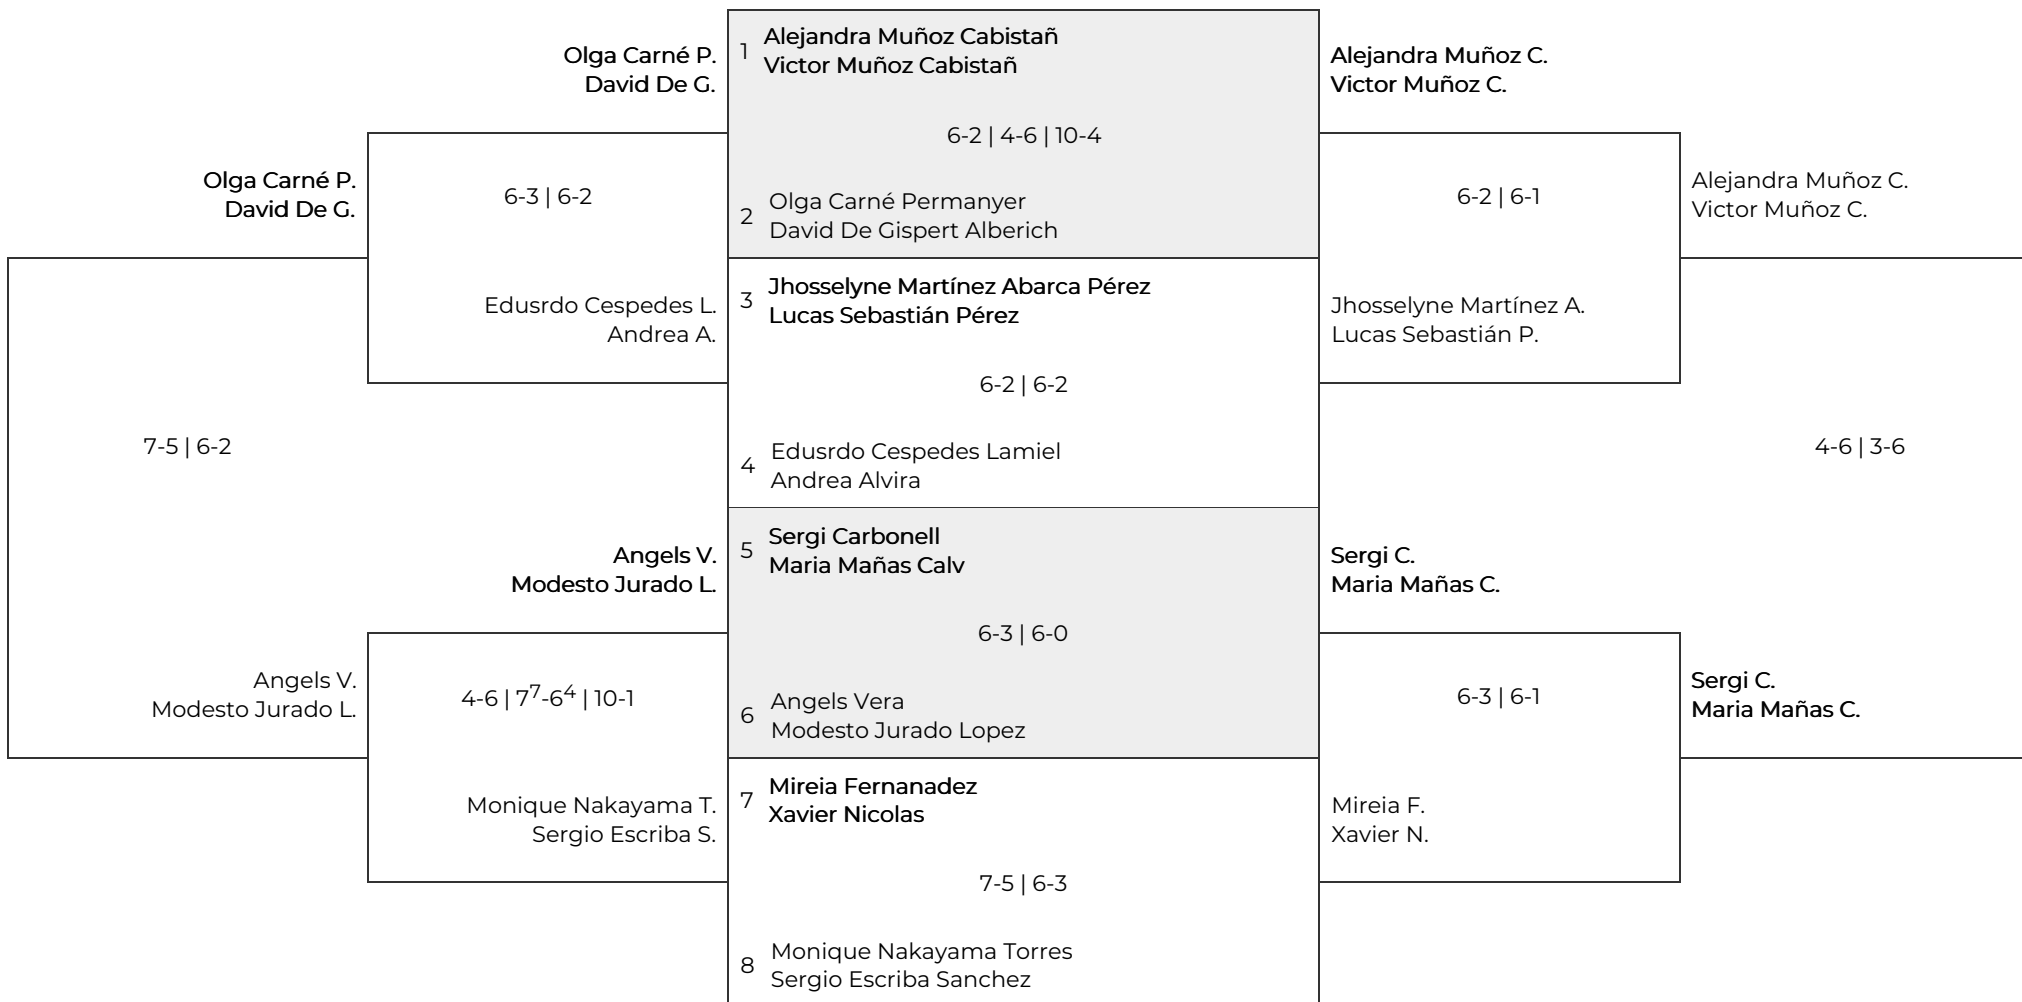 Olga Carné P.
David De G.
1
Alejandra Muñoz Cabistañ
Victor Muñoz Cabistañ
Alejandra Muñoz C.
Victor Muñoz C.
6-2 | 4-6 | 10-4
Olga Carné P.
David De G.
6-3 | 6-2
2
Olga Carné Permanyer
David De Gispert Alberich
6-2 | 6-1
Alejandra Muñoz C.
Victor Muñoz C.
Edusrdo Cespedes L.
Andrea A.
3
Jhosselyne Martínez Abarca Pérez
Lucas Sebastián Pérez
Jhosselyne Martínez A.
Lucas Sebastián P.
6-2 | 6-2
7-5 | 6-2
4
Edusrdo Cespedes Lamiel
Andrea Alvira
4-6 | 3-6
Angels V.
Modesto Jurado L.
5
Sergi Carbonell
Maria Mañas Calv
Sergi C.
Maria Mañas C.
6-3 | 6-0
Angels V.
Modesto Jurado L.
4-6 | 7⁷-6⁴ | 10-1
6
Angels Vera
Modesto Jurado Lopez
6-3 | 6-1
Sergi C.
Maria Mañas C.
Monique Nakayama T.
Sergio Escriba S.
7
Mireia Fernanadez
Xavier Nicolas
Mireia F.
Xavier N.
7-5 | 6-3
8
Monique Nakayama Torres
Sergio Escriba Sanchez